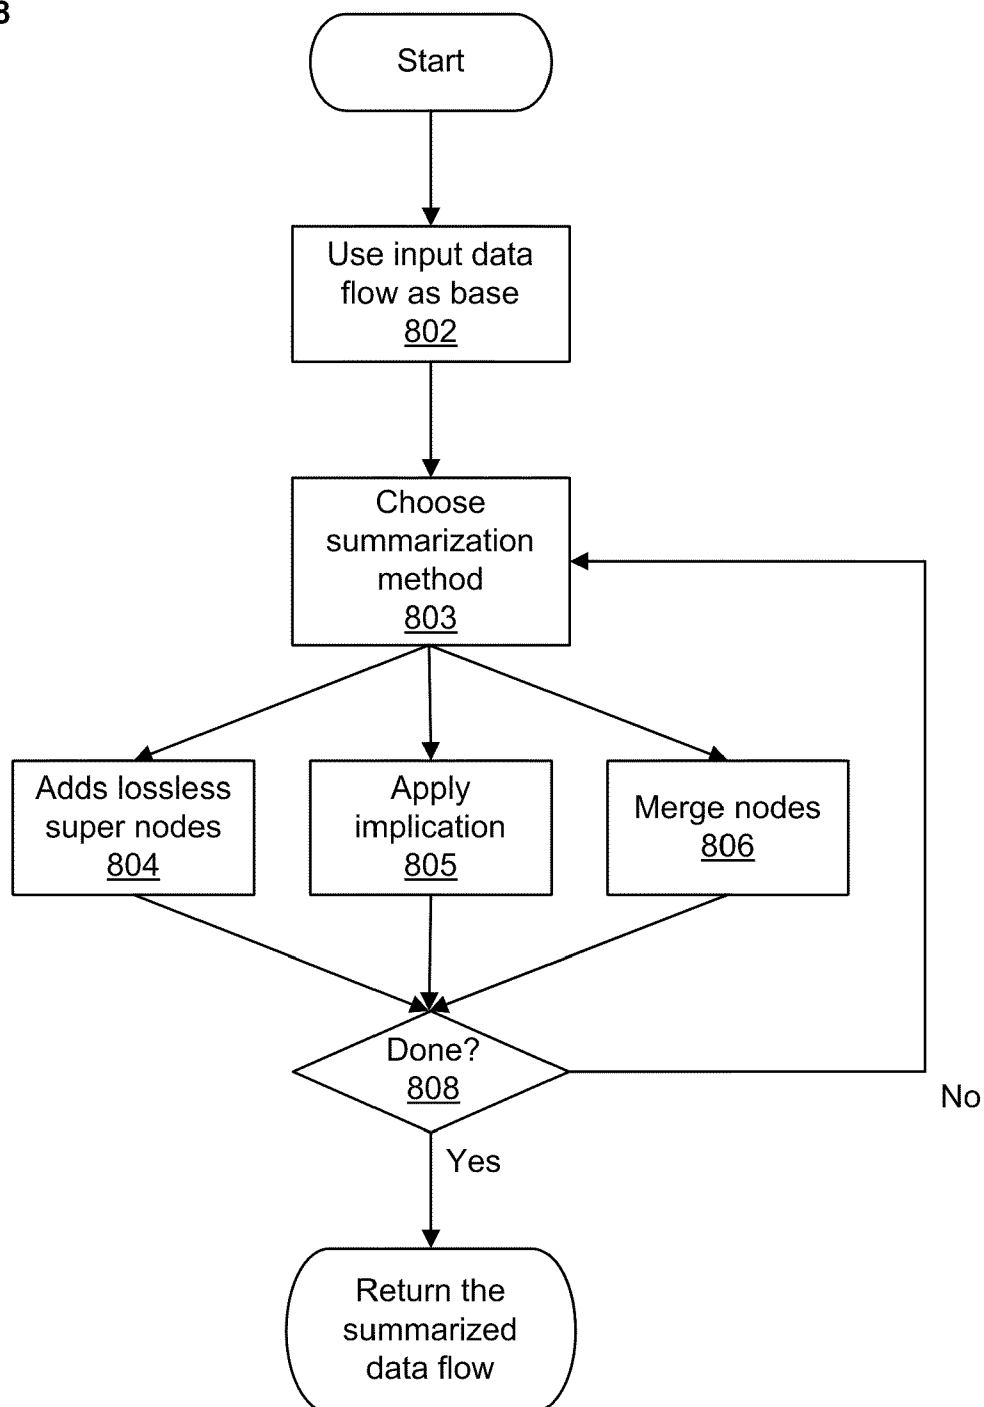 8
Start
Use input data
flow as base
802
Choose
summarization
method
803
Adds lossless
super nodes
804
Apply
implication
805
Merge nodes
806
Done?
808
No
Yes
Return the
summarized
data flow